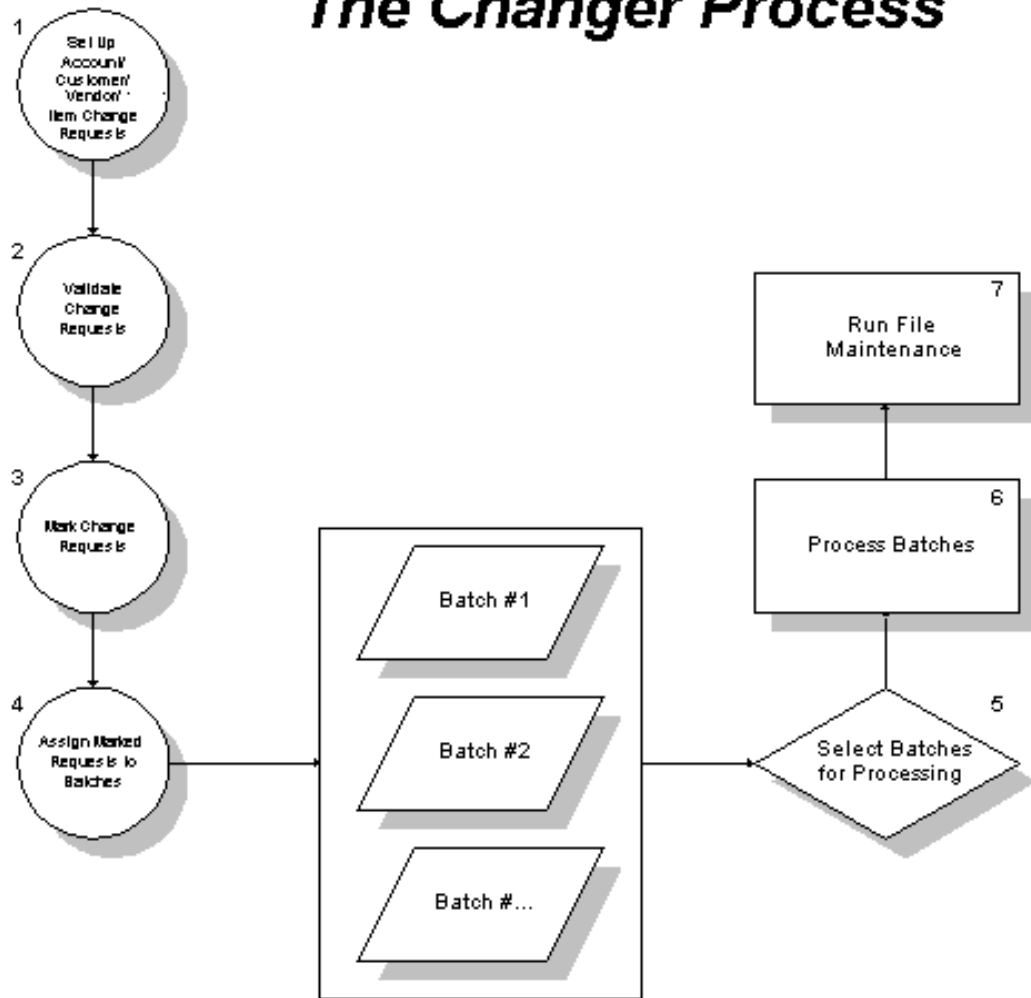 The Changer Process
1
Set Up
Account/
Customer/
Vendor/
Item Change
Requests
2
Validate
Change
Requests
3
Mark Change
Requests
4
Assign Marked
Requests to
Batches
Batch #1
Batch #2
Batch #...
5
Select Batches
for Processing
6
Process Batches
7
Run File
Maintenance